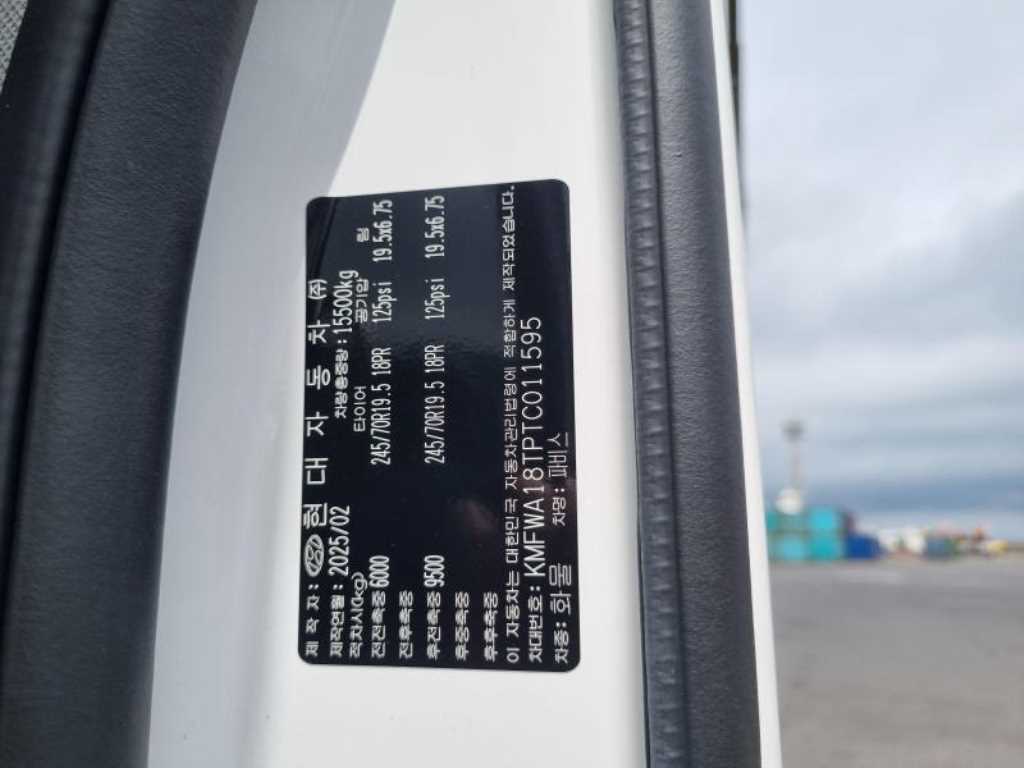 제 작 자 : 현 대 자 동 차 (주)
제작연월 : 2025/02 차량총중량 : 15500kg
적차시(kg) 타이어 공기압 림
전전축중 6000 245/70R19.5 18PR 125psi 19.5x6.75
전후축중
후전축중 9500 245/70R19.5 18PR 125psi 19.5x6.75
후중축중
후후축중
이 자동차는 대한민국 자동차관리법령에 적합하게 제작되었습니다.
차대번호 : KMFWA18TPTC011595
차종 : 화 물 차명 : 파비스